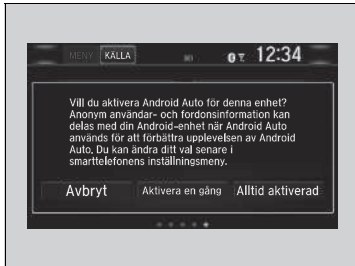 MENY KÄLLA 12:34
Vill du aktivera Android Auto för denna enhet?
Anonym användar- och fordonsinformation kan
delas med din Android-enhet när Android Auto
används för att förbättra upplevelsen av Android
Auto. Du kan ändra ditt val senare i
smarttelefonens inställningsmeny.
Avbryt Aktivera en gång Alltid aktiverad